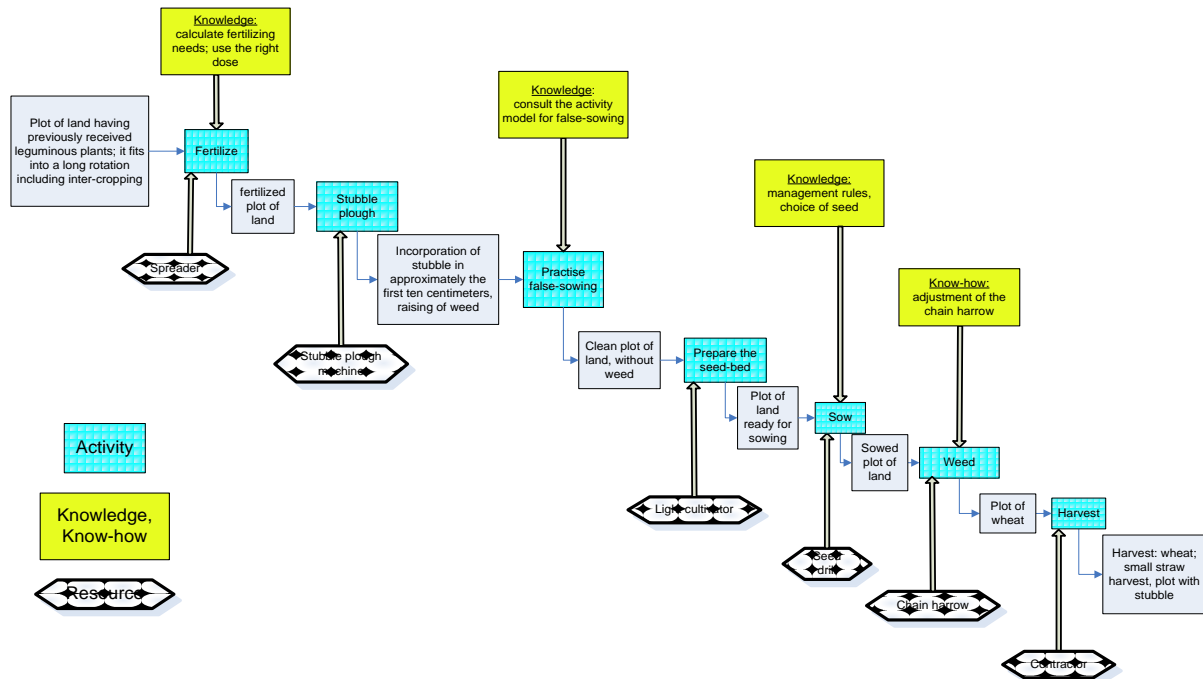 Knowledge:
calculate fertilizing
needs; use the right
dose
Plot of land having
previously received
leguminous plants; it fits
into a long rotation
including inter-cropping
Fertilize
Spreader
fertilized
plot of
land
Stubble
plough
Stubble plough
machine
Incorporation of
stubble in
approximately the
first ten centimeters,
raising of weed
Knowledge:
consult the activity
model for false-sowing
Practise
false-sowing
Clean plot of
land, without
weed
Prepare the
seed-bed
Light cultivator
Plot of
land
ready for
sowing
Knowledge:
management rules,
choice of seed
Sow
Seed
drill
Sowed
plot of
land
Know-how:
adjustment of the
chain harrow
Weed
Chain harrow
Plot of
wheat
Harvest
Contractor
Harvest: wheat;
small straw
harvest, plot with
stubble
Activity
Knowledge,
Know-how
Resource